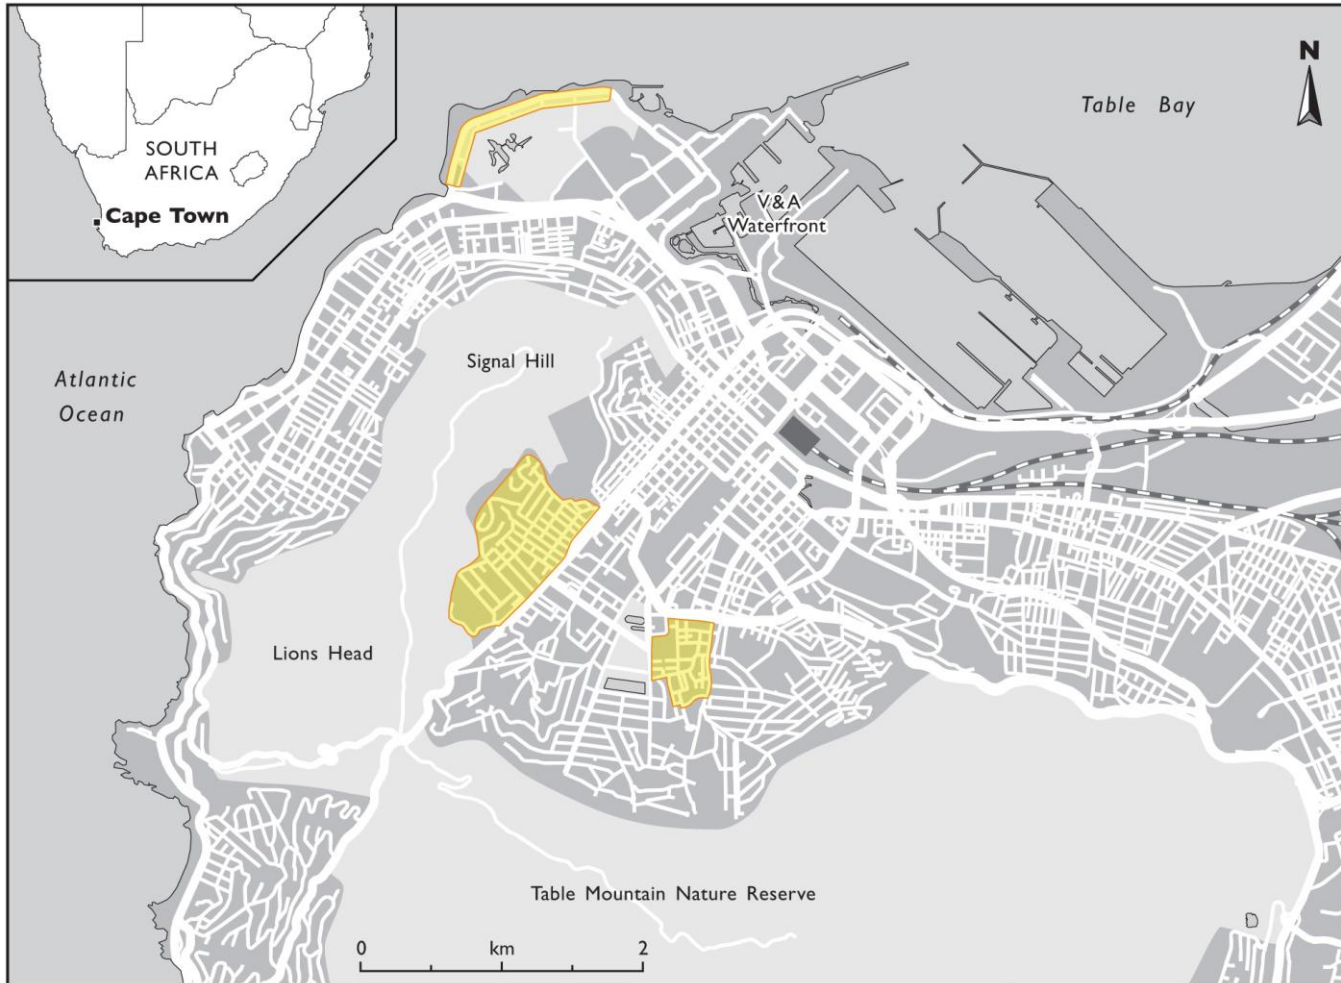 SOUTH
AFRICA
Cape Town
N
Table Bay
V&A
Waterfront
Signal Hill
Atlantic
Ocean
Lions Head
Table Mountain Nature Reserve
0 km 2